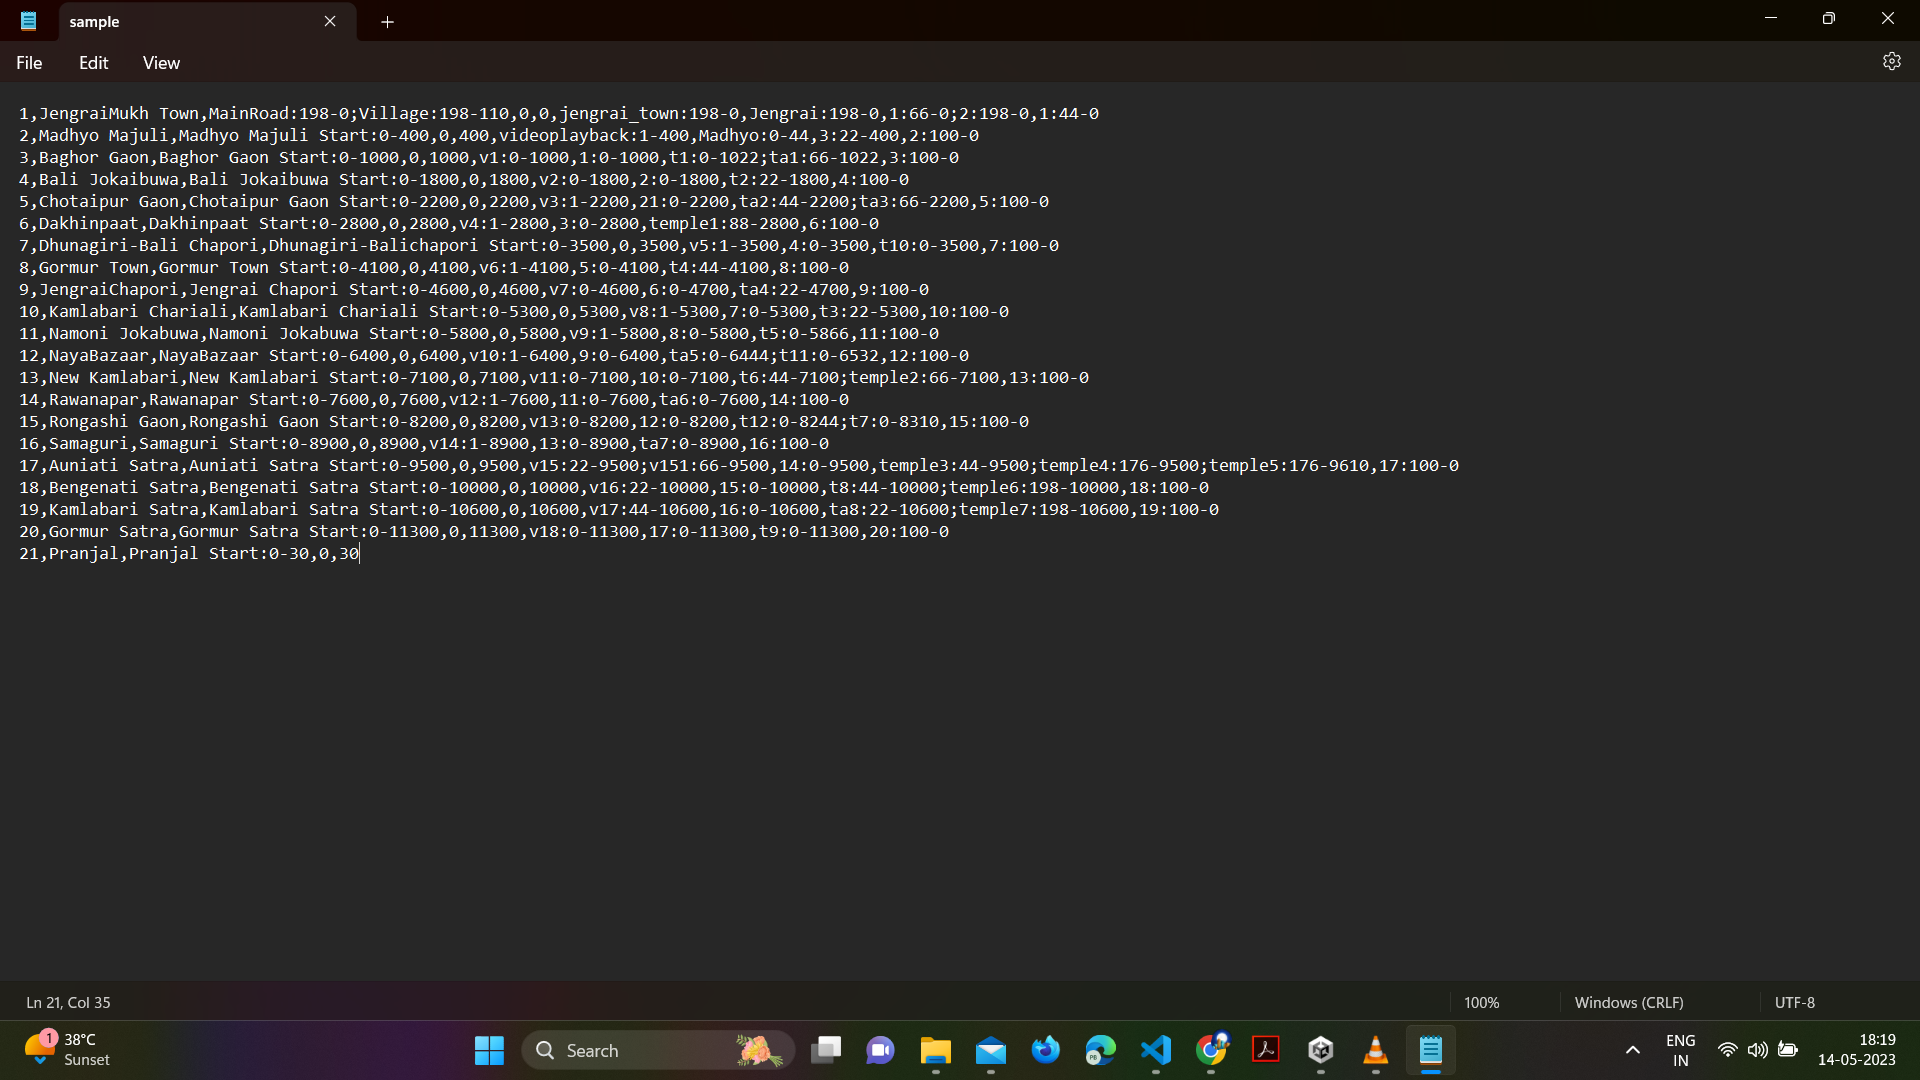 sample
File Edit View
1,JengraiMukh Town,MainRoad:198-0;Village:198-110,0,0,jengrai_town:198-0,Jengrai:198-0,1:66-0;2:198-0,1:44-0
2,Madhyo Majuli,Madhyo Majuli Start:0-400,0,400,videoplayback:1-400,Madhyo:0-44,3:22-400,2:100-0
3,Baghor Gaon,Baghor Gaon Start:0-1000,0,1000,v1:0-1000,1:0-1000,t1:0-1022;ta1:66-1022,3:100-0
4,Bali Jokaibuwa,Bali Jokaibuwa Start:0-1800,0,1800,v2:0-1800,2:0-1800,t2:22-1800,4:100-0
5,Chotaipur Gaon,Chotaipur Gaon Start:0-2200,0,2200,v3:1-2200,21:0-2200,ta2:44-2200;ta3:66-2200,5:100-0
6,Dakhinpaat,Dakhinpaat Start:0-2800,0,2800,v4:1-2800,3:0-2800,temple1:88-2800,6:100-0
7,Dhunagiri-Bali Chapori,Dhunagiri-Balichapori Start:0-3500,0,3500,v5:1-3500,4:0-3500,t10:0-3500,7:100-0
8,Gormur Town,Gormur Town Start:0-4100,0,4100,v6:1-4100,5:0-4100,t4:44-4100,8:100-0
9,JengraiChapori,Jengrai Chapori Start:0-4600,0,4600,v7:0-4600,6:0-4700,ta4:22-4700,9:100-0
10,Kamlabari Chariali,Kamlabari Chariali Start:0-5300,0,5300,v8:1-5300,7:0-5300,t3:22-5300,10:100-0
11,Namoni Jokabuwa,Namoni Jokabuwa Start:0-5800,0,5800,v9:1-5800,8:0-5800,t5:0-5866,11:100-0
12,NayaBazaar,NayaBazaar Start:0-6400,0,6400,v10:1-6400,9:0-6400,ta5:0-6444;t11:0-6532,12:100-0
13,New Kamlabari,New Kamlabari Start:0-7100,0,7100,v11:0-7100,10:0-7100,t6:44-7100;temple2:66-7100,13:100-0
14,Rawanapar,Rawanapar Start:0-7600,0,7600,v12:1-7600,11:0-7600,ta6:0-7600,14:100-0
15,Rongashi Gaon,Rongashi Gaon Start:0-8200,0,8200,v13:0-8200,12:0-8200,t12:0-8244;t7:0-8310,15:100-0
16,Samaguri,Samaguri Start:0-8900,0,8900,v14:1-8900,13:0-8900,ta7:0-8900,16:100-0
17,Auniati Satra,Auniati Satra Start:0-9500,0,9500,v15:22-9500;v151:66-9500,14:0-9500,temple3:44-9500;temple4:176-9500;temple5:176-9610,17:100-0
18,Bengenati Satra,Bengenati Satra Start:0-10000,0,10000,v16:22-10000,15:0-10000,t8:44-10000;temple6:198-10000,18:100-0
19,Kamlabari Satra,Kamlabari Satra Start:0-10600,0,10600,v17:44-10600,16:0-10600,ta8:22-10600;temple7:198-10600,19:100-0
20,Gormur Satra,Gormur Satra Start:0-11300,0,11300,v18:0-11300,17:0-11300,t9:0-11300,20:100-0
21,Pranjal,Pranjal Start:0-30,0,30
Ln 21, Col 35 100% Windows (CRLF) UTF-8
1 38°C
Sunset
Search
PB
ENG
IN
18:19
14-05-2023